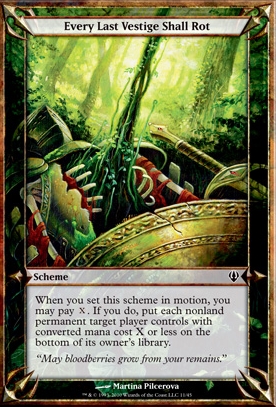 Every Last Vestige Shall Rot
Scheme
When you set this scheme in motion, you
may pay X. If you do, put each nonland
permanent target player controls with
converted mana cost X or less on the
bottom of its owner's library.
"May bloodberries grow from your remains."
Martina Pilcerova
™ & © 1993–2010 Wizards of the Coast LLC 11/45